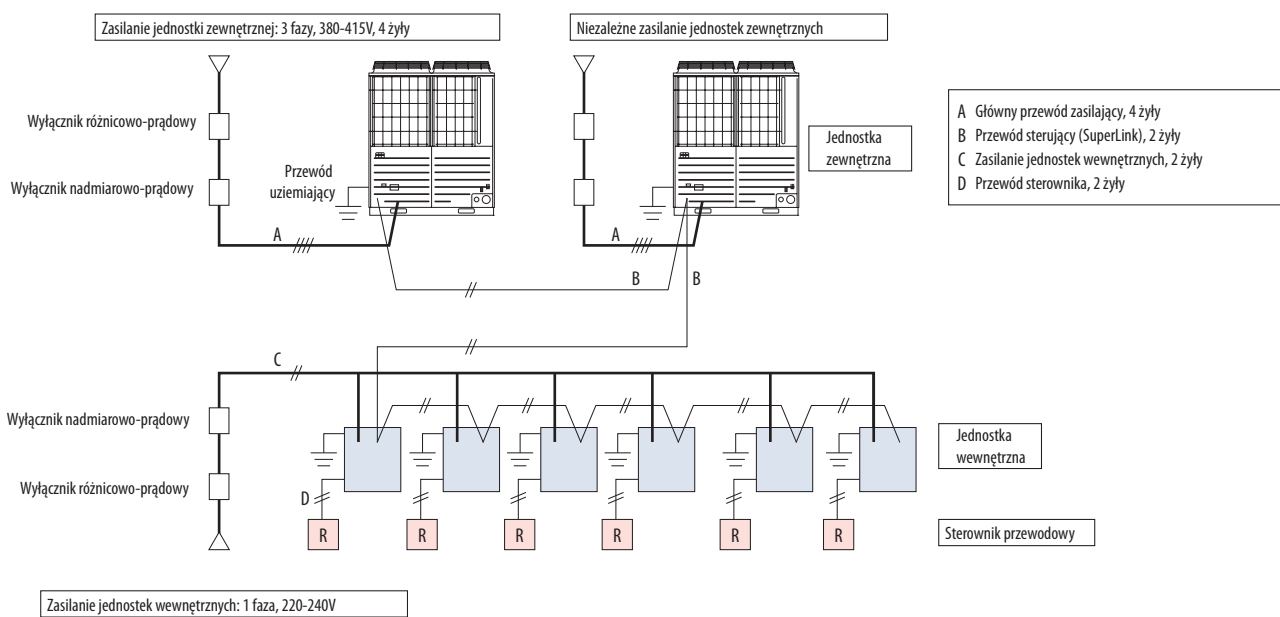 Zasilanie jednostki zewnętrznej: 3 fazy, 380-415V, 4 żyły
Niezależne zasilanie jednostek zewnętrznych
Wyłącznik różnicowo-prądowy
Wyłącznik nadmiarowo-prądowy
Przewód
uziemiający
Jednostka
zewnętrzna
A Główny przewód zasilający, 4 żyły
B Przewód sterujący (SuperLink), 2 żyły
C Zasilanie jednostek wewnętrznych, 2 żyły
D Przewód sterownika, 2 żyły
A
A
B
B
C
Wyłącznik nadmiarowo-prądowy
Wyłącznik różnicowo-prądowy
Jednostka
wewnętrzna
D
R
R
R
R
R
R
Sterownik przewodowy
Zasilanie jednostek wewnętrznych: 1 faza, 220-240V